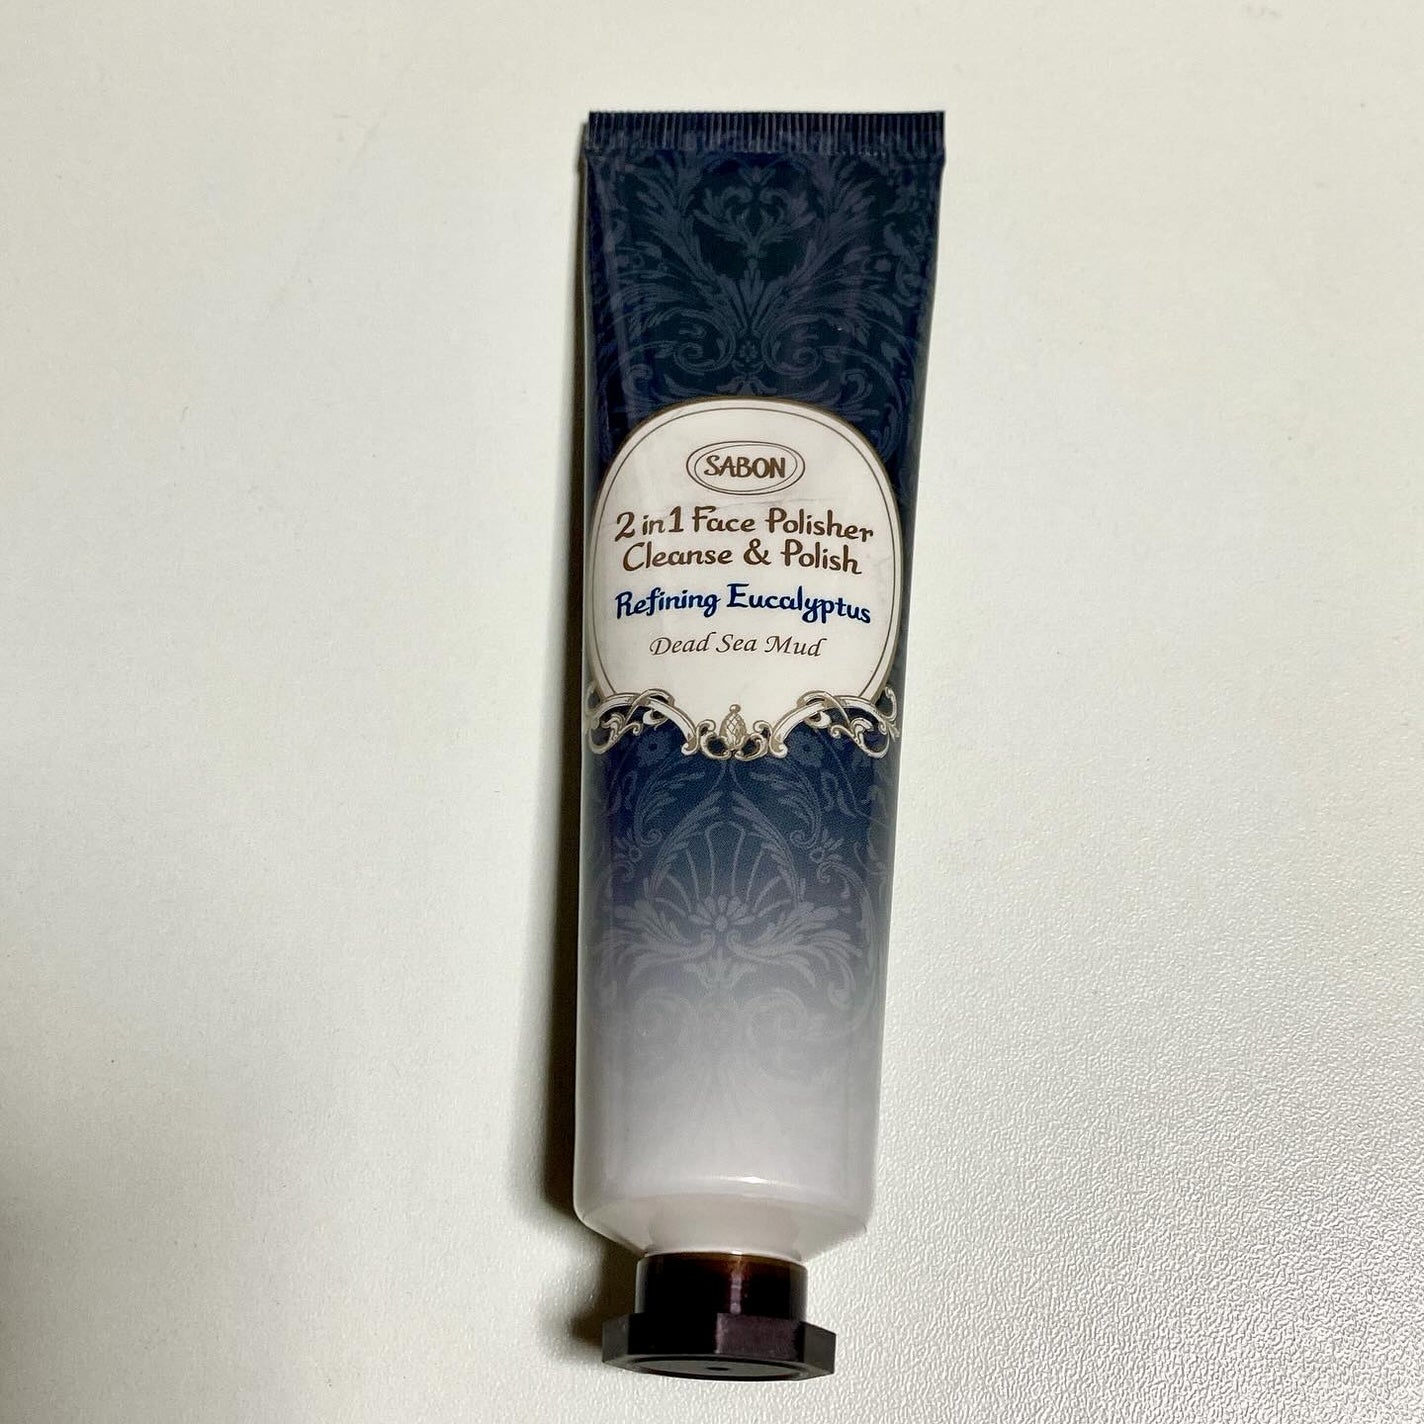 SABON
2 in 1 Face Polisher
Cleanse & Polish
Refining Eucalyptus
Dead Sea Mud